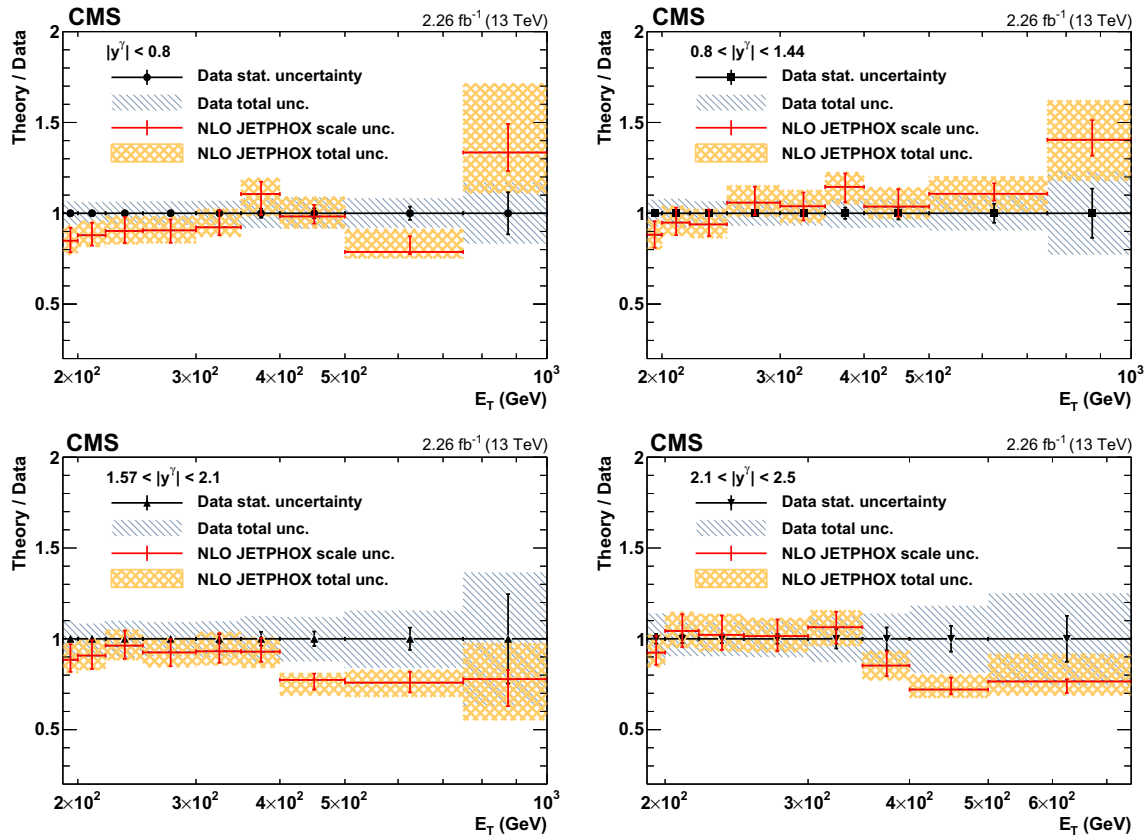 CMS
2.26 fb⁻¹ (13 TeV)
Theory / Data
2
1.5
1
0.5
|y^γ| < 0.8
Data stat. uncertainty
Data total unc.
NLO JETPHOX scale unc.
NLO JETPHOX total unc.
2×10² 3×10² 4×10² 5×10² 10³
E_T (GeV)
CMS
2.26 fb⁻¹ (13 TeV)
Theory / Data
2
1.5
1
0.5
0.8 < |y^γ| < 1.44
Data stat. uncertainty
Data total unc.
NLO JETPHOX scale unc.
NLO JETPHOX total unc.
2×10² 3×10² 4×10² 5×10² 10³
E_T (GeV)
CMS
2.26 fb⁻¹ (13 TeV)
Theory / Data
2
1.5
1
0.5
1.57 < |y^γ| < 2.1
Data stat. uncertainty
Data total unc.
NLO JETPHOX scale unc.
NLO JETPHOX total unc.
2×10² 3×10² 4×10² 5×10² 10³
E_T (GeV)
CMS
2.26 fb⁻¹ (13 TeV)
Theory / Data
2
1.5
1
0.5
2.1 < |y^γ| < 2.5
Data stat. uncertainty
Data total unc.
NLO JETPHOX scale unc.
NLO JETPHOX total unc.
2×10² 3×10² 4×10² 5×10² 6×10²
E_T (GeV)